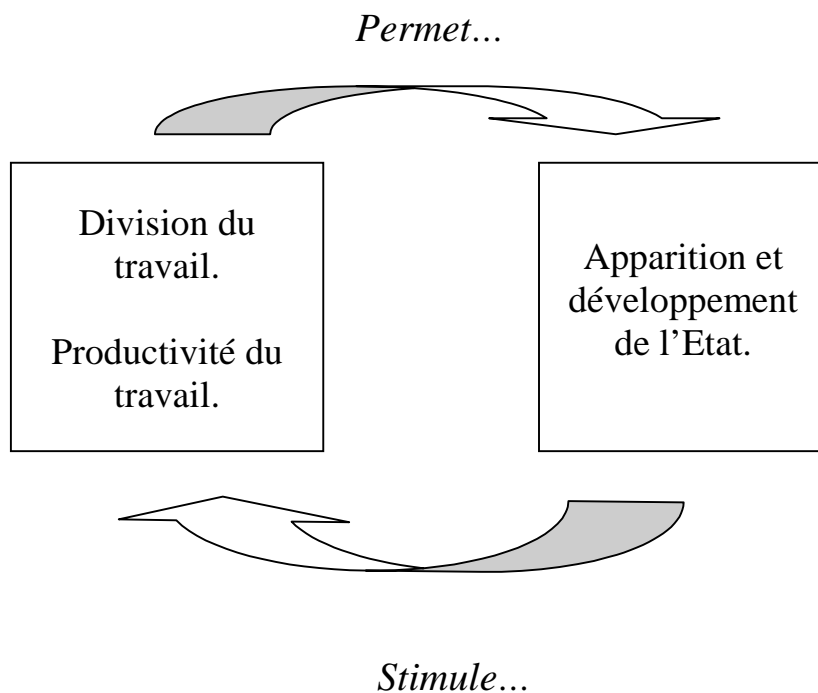 Permet…
Division du
travail.
Productivité du
travail.
Apparition et
développement
de l’Etat.
Stimule…